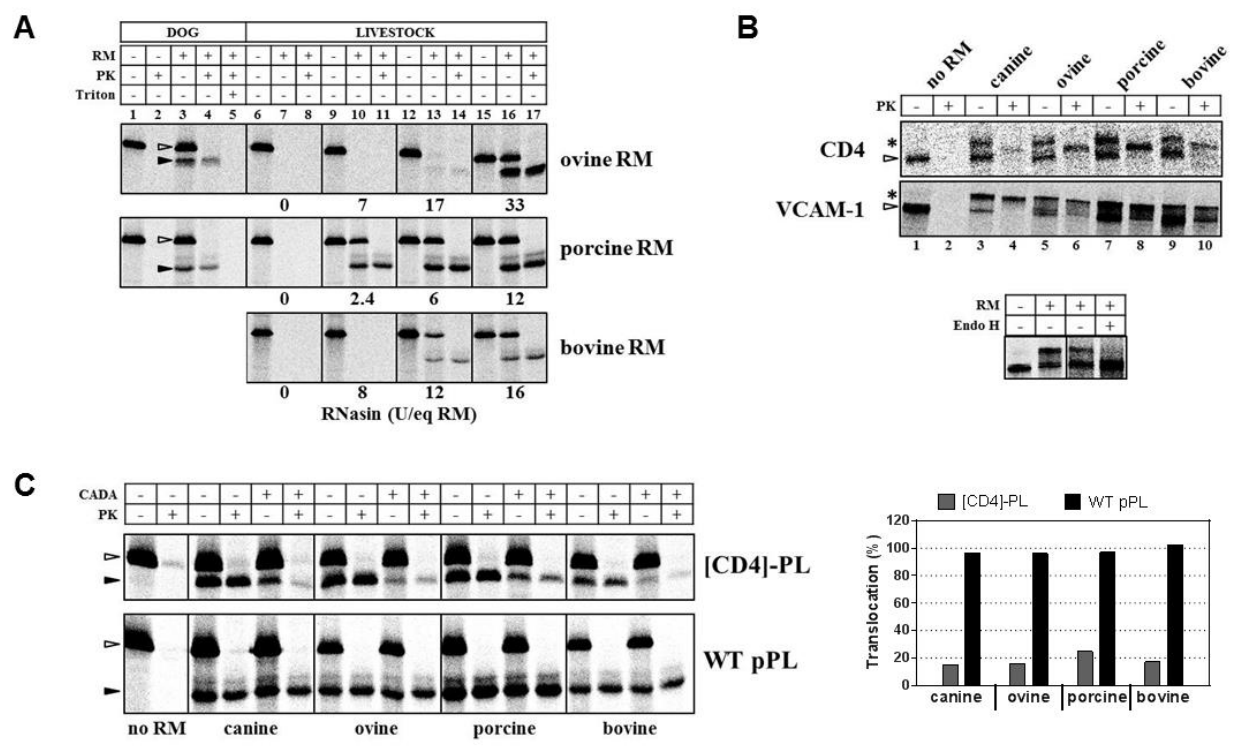 A
DOG LIVESTOCK
RM - - + + + - + + - + + - + + - + +
PK - + - + + - - + - - + - - + - - +
Triton - - - - + - - - - - - - - - - - -
1 2 3 4 5 6 7 8 9 10 11 12 13 14 15 16 17
ovine RM
0 7 17 33
porcine RM
0 2.4 6 12
bovine RM
0 8 12 16
RNasin (U/eq RM)
B
no RM canine ovine porcine bovine
PK - + - + - + - + - +
CD4 *
VCAM-1 *
1 2 3 4 5 6 7 8 9 10
RM - + + +
Endo H - - - +
C
CADA - - - - + + - - + + - - + + - - + +
PK - + - + - + - + - + - + - + - + - +
[CD4]-PL
WT pPL
no RM canine ovine porcine bovine
[CD4]-PL WT pPL
Translocation (%)
120
100
80
60
40
20
0
canine ovine porcine bovine